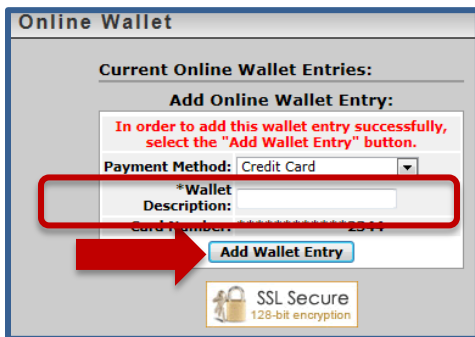 Online Wallet
Current Online Wallet Entries:
Add Online Wallet Entry:
In order to add this wallet entry successfully,
select the "Add Wallet Entry" button.
Payment Method: Credit Card
*Wallet
Description:
Card Number: ************2344
Add Wallet Entry
SSL Secure
128-bit encryption